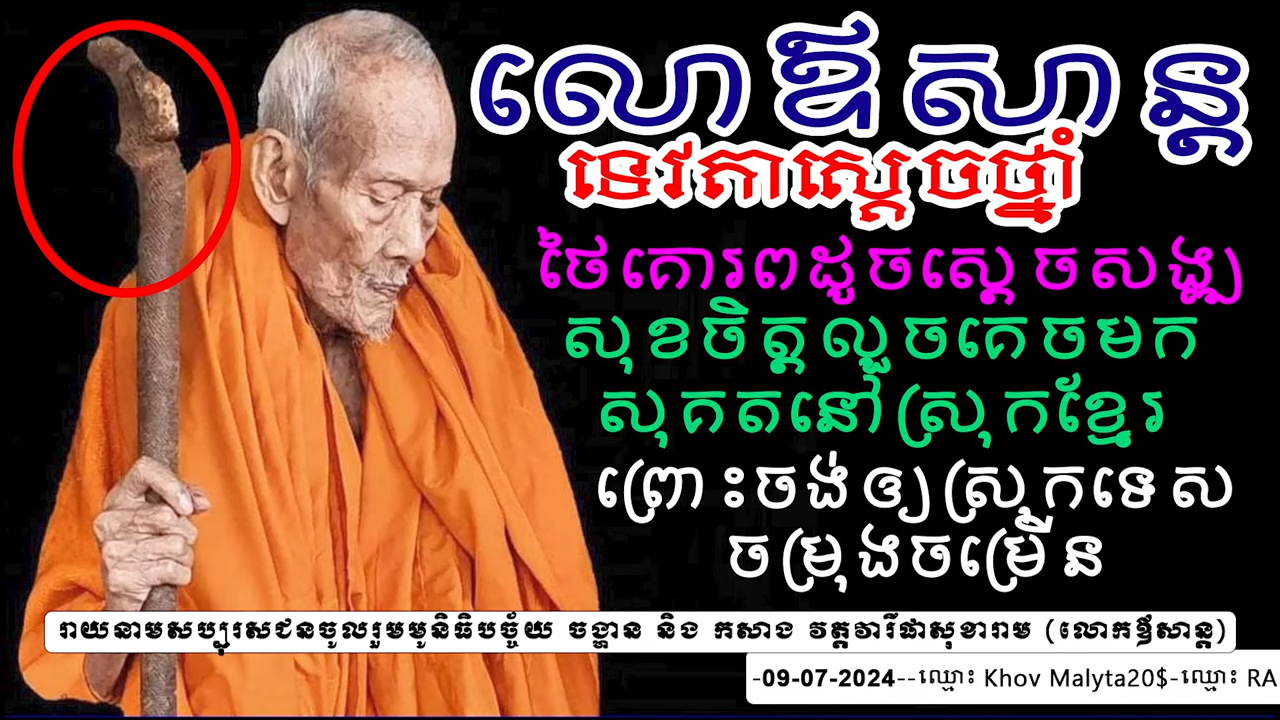 លោឪសាន្ត
ទេវតាស្ដេចថ្នាំ
ថៃគោរពដូចស្ដេចសង្ឃ
សុខចិត្តលួចគេចមក
សុគតនៅស្រុកខ្មែរ
ព្រោះចង់ឲ្យស្រុកទេស
ចម្រុងចម្រើន
រាយនាមសប្បុរសជនចូលរួមមូនិធិបច្ច័យ ចង្ហាន និង កសាង វត្តវារីផាសុខារាម (លោកឪសាន្ត)
-09-07-2024--ឈ្មោះ Khov Malyta20$-ឈ្មោះ RA